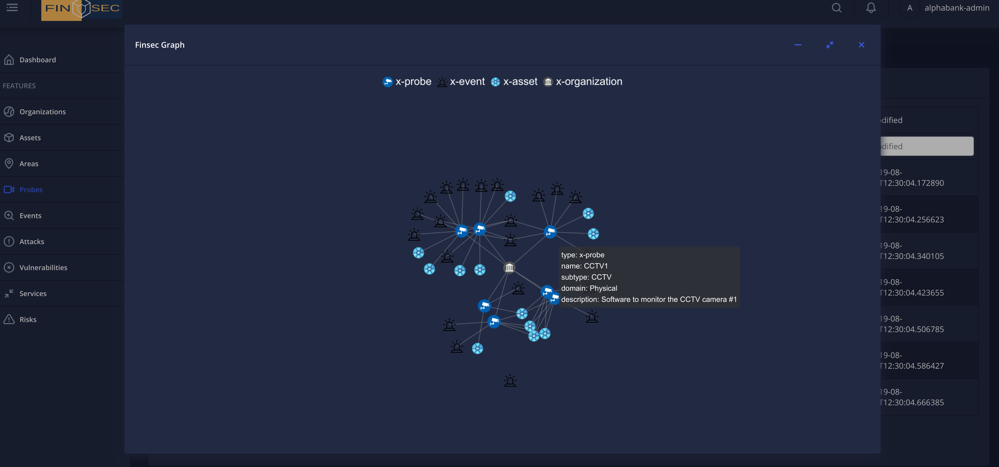 FINSEC
A
alphabank-admin
Finsec Graph
Dashboard
FEATURES
Organizations
Assets
Areas
Probes
Events
Attacks
Vulnerabilities
Services
Risks
x-probe
x-event
x-asset
x-organization
type: x-probe
name: CCTV1
subtype: CCTV
domain: Physical
description: Software to monitor the CCTV camera #1
dified
dified
19-08-
T12:30:04.172890
19-08-
T12:30:04.256623
19-08-
T12:30:04.340105
19-08-
T12:30:04.423655
19-08-
T12:30:04.506785
19-08-
T12:30:04.586427
19-08-
T12:30:04.666385